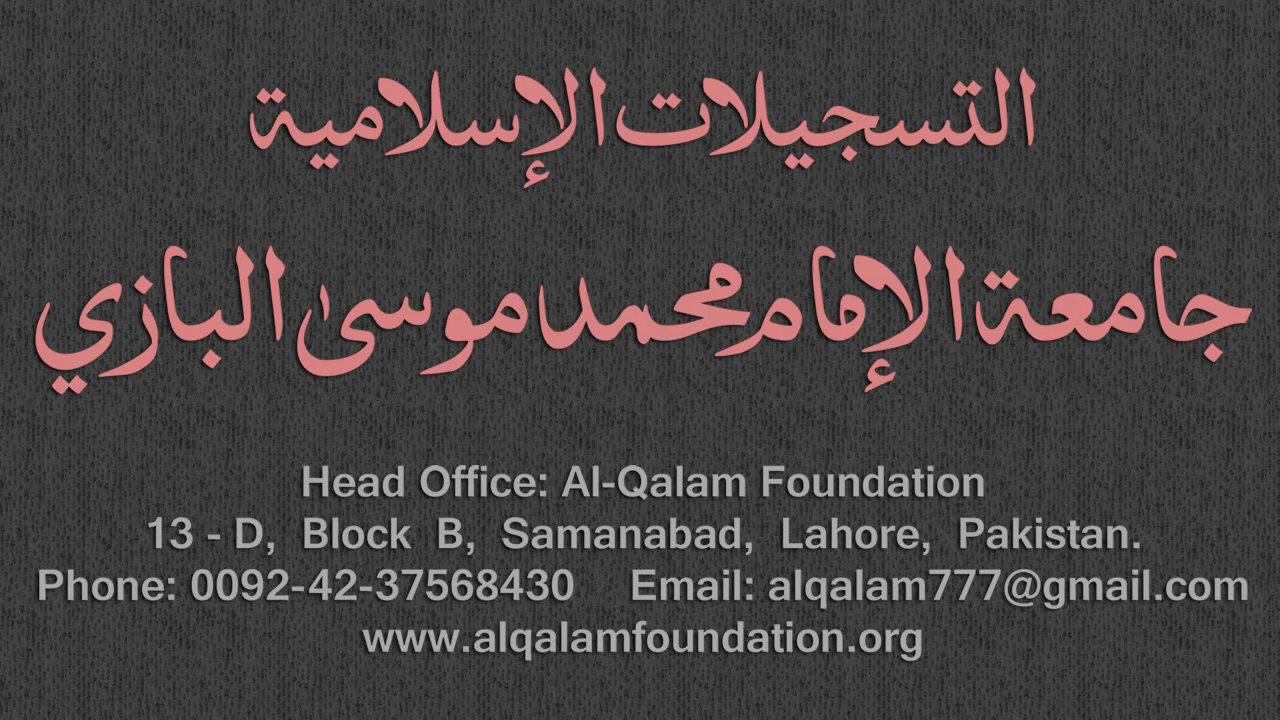 التسجيلات الإسلامية
جامعة الإمام محمد موسىٰ البازي
Head Office: Al-Qalam Foundation
13 - D, Block B, Samanabad, Lahore, Pakistan.
Phone: 0092-42-37568430 Email: alqalam777@gmail.com
www.alqalamfoundation.org